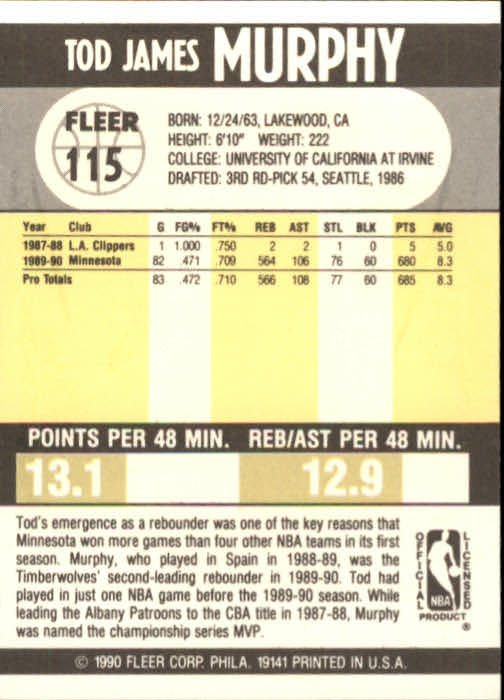 TOD JAMES MURPHY
FLEER
115
BORN: 12/24/63, LAKEWOOD, CA
HEIGHT: 6'10" WEIGHT: 222
COLLEGE: UNIVERSITY OF CALIFORNIA AT IRVINE
DRAFTED: 3RD RD-PICK 54, SEATTLE, 1986
Year Club G FG% FT% REB AST STL BLK PTS AVG
1987-88 L.A. Clippers 1 1.000 .750 2 2 1 0 5 5.0
1989-90 Minnesota 82 .471 .709 564 106 76 60 680 8.3
Pro Totals 83 .472 .710 566 108 77 60 685 8.3
POINTS PER 48 MIN. REB/AST PER 48 MIN.
13.1 12.9
Tod's emergence as a rebounder was one of the key reasons that
Minnesota won more games than four other NBA teams in its first
season. Murphy, who played in Spain in 1988-89, was the
Timberwolves' second-leading rebounder in 1989-90. Tod had
played in just one NBA game before the 1989-90 season. While
leading the Albany Patroons to the CBA title in 1987-88, Murphy
was named the championship series MVP.
OFFICIAL
LICENSED
NBA
PRODUCT
®
© 1990 FLEER CORP. PHILA. 19141 PRINTED IN U.S.A.